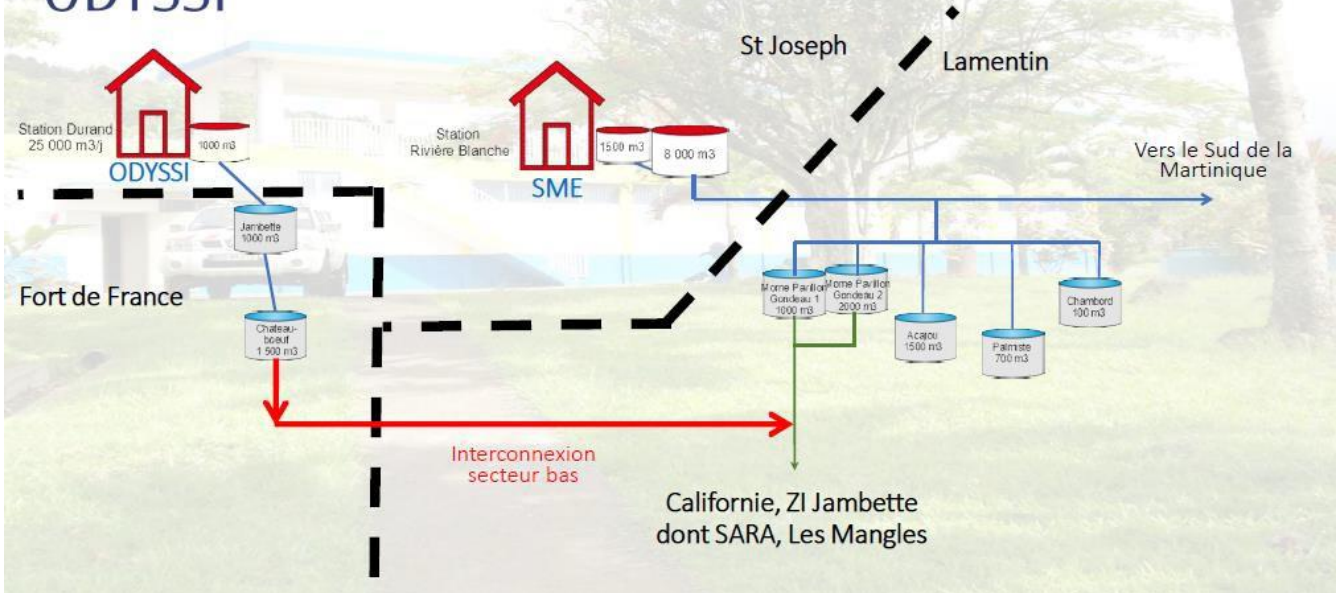 ODYSSI
St Joseph
Lamentin
Station Durand
25 000 m3/j
1000 m3
ODYSSI
Station
Rivière Blanche
1500 m3
8 000 m3
SME
Vers le Sud de la
Martinique
Jambette
1000 m3
Fort de France
Chateau-
boeuf
1 500 m3
Morne Pavillon
Gondeau 1
1000 m3
Morne Pavillon
Gondeau 2
2000 m3
Acajou
1500 m3
Palmiste
700 m3
Chambord
100 m3
Interconnexion
secteur bas
Californie, ZI Jambette
dont SARA, Les Mangles